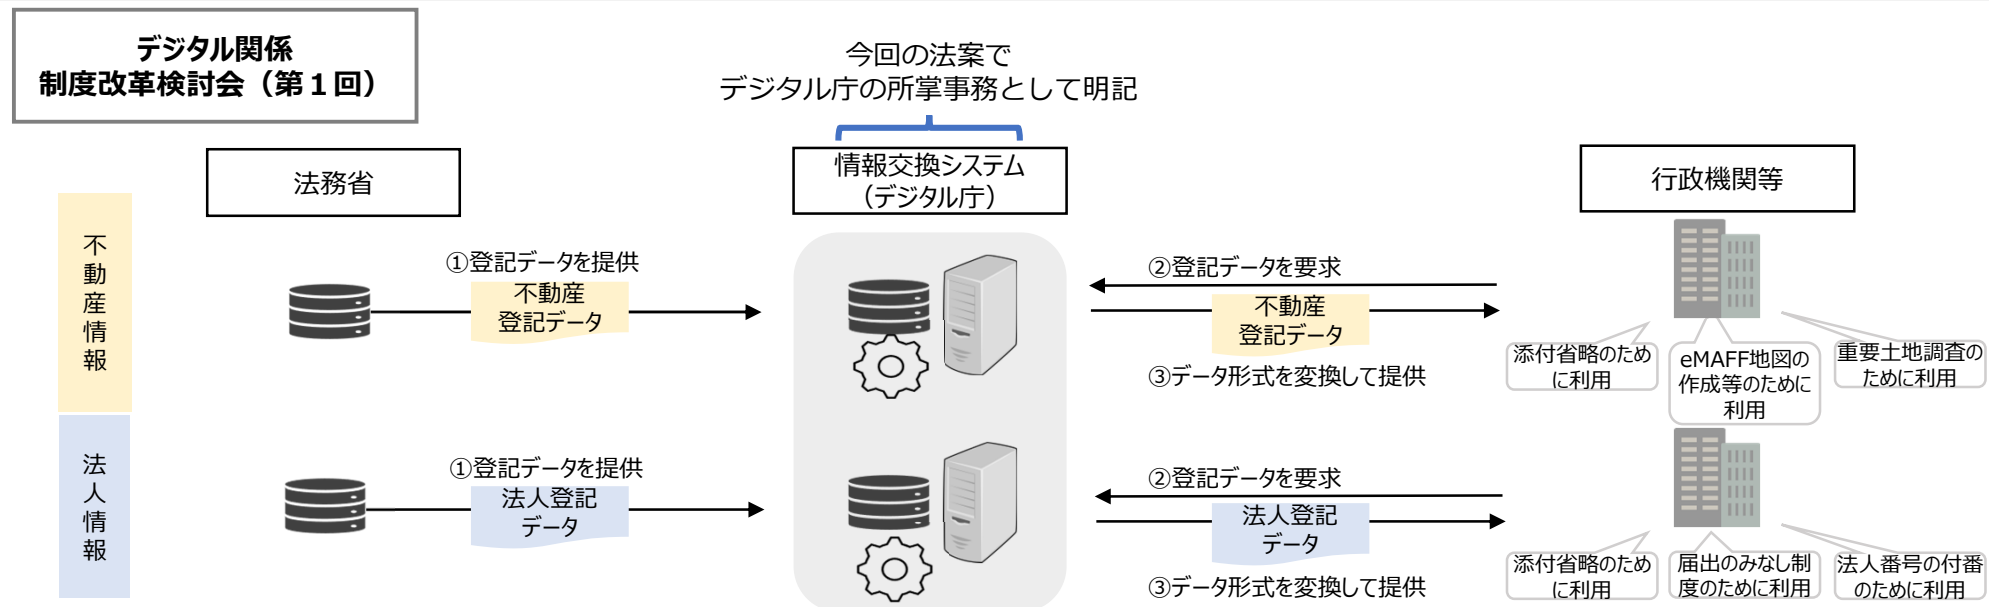 デジタル関係
制度改革検討会（第１回）
今回の法案で
デジタル庁の所掌事務として明記
法務省
情報交換システム
（デジタル庁）
行政機関等
不動産情報
①登記データを提供
不動産
登記データ
②登記データを要求
不動産
登記データ
③データ形式を変換して提供
添付省略のため
に利用
eMAFF地図の
作成等のために
利用
重要土地調査の
ために利用
法人情報
①登記データを提供
法人登記
データ
②登記データを要求
法人登記
データ
③データ形式を変換して提供
添付省略のため
に利用
届出のみなし制
度のために利用
法人番号の付番
のために利用